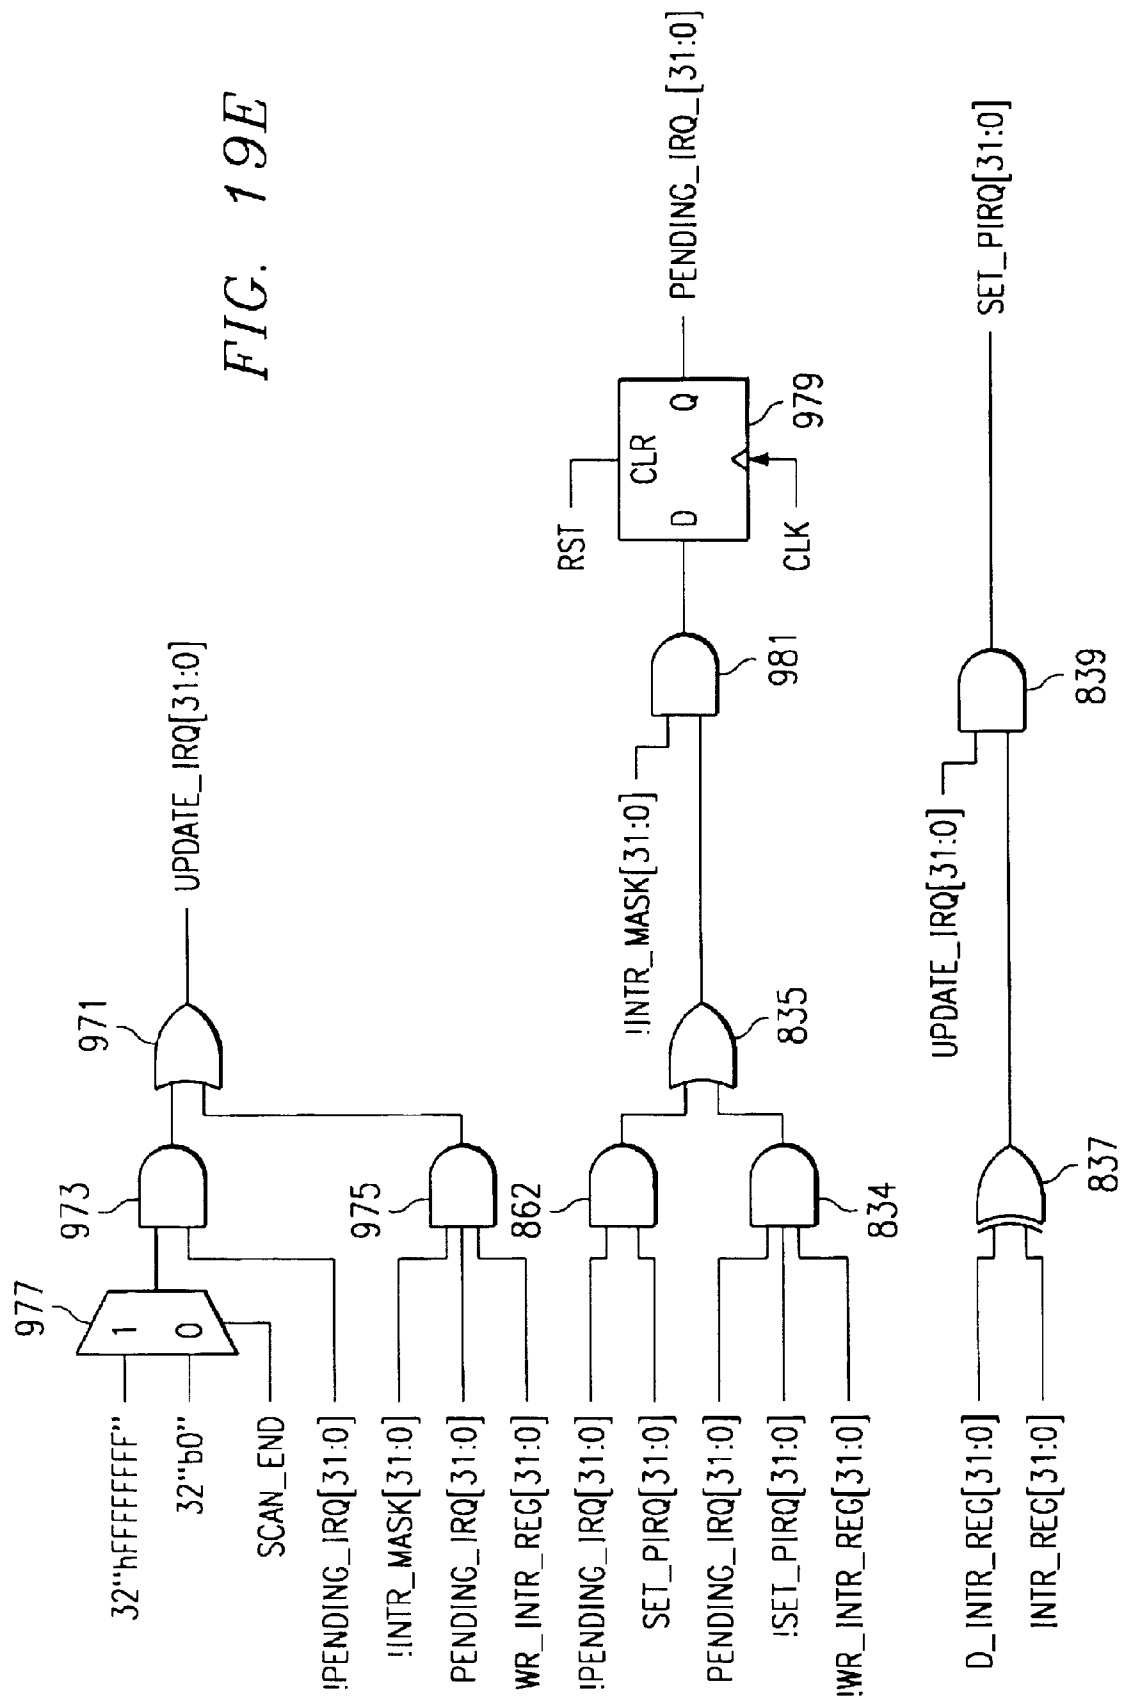 FIG. 19E
977
973
971
32"hFFFFFFFF"
1
32"b0"
0
UPDATE_IRQ[31:0]
SCAN_END
!PENDING_IRQ[31:0]
975
!INTR_MASK[31:0]
PENDING_IRQ[31:0]
WR_INTR_REG[31:0]
862
!PENDING_IRQ[31:0]
SET_PIRQ[31:0]
PENDING_IRQ[31:0]
!SET_PIRQ[31:0]
!WR_INTR_REG[31:0]
834
835
!INTR_MASK[31:0]
981
RST
CLR
D
Q
CLK
979
PENDING_IRQ_[31:0]
D_INTR_REG[31:0]
INTR_REG[31:0]
837
UPDATE_IRQ[31:0]
839
SET_PIRQ[31:0]